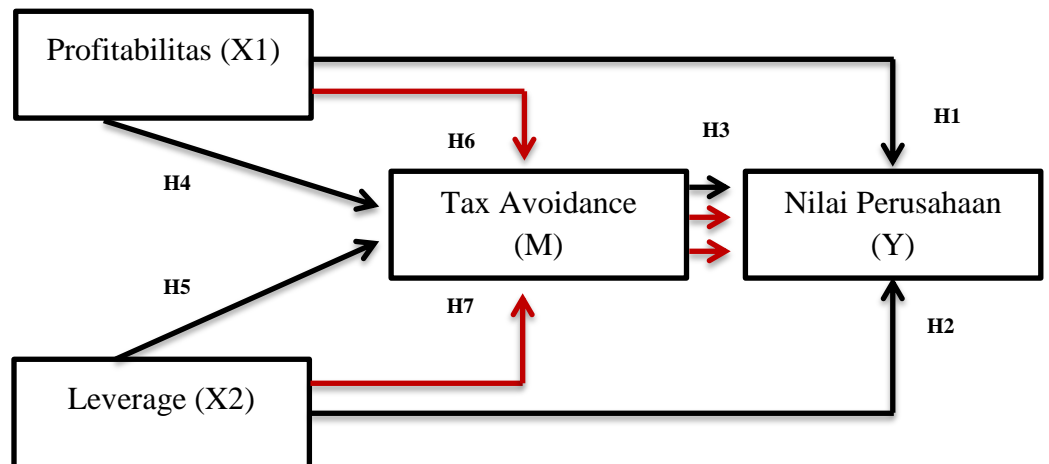 Profitabilitas (X1)
H1
H3
H6
H4
Tax Avoidance
(M)
Nilai Perusahaan
(Y)
H5
H7
H2
Leverage (X2)